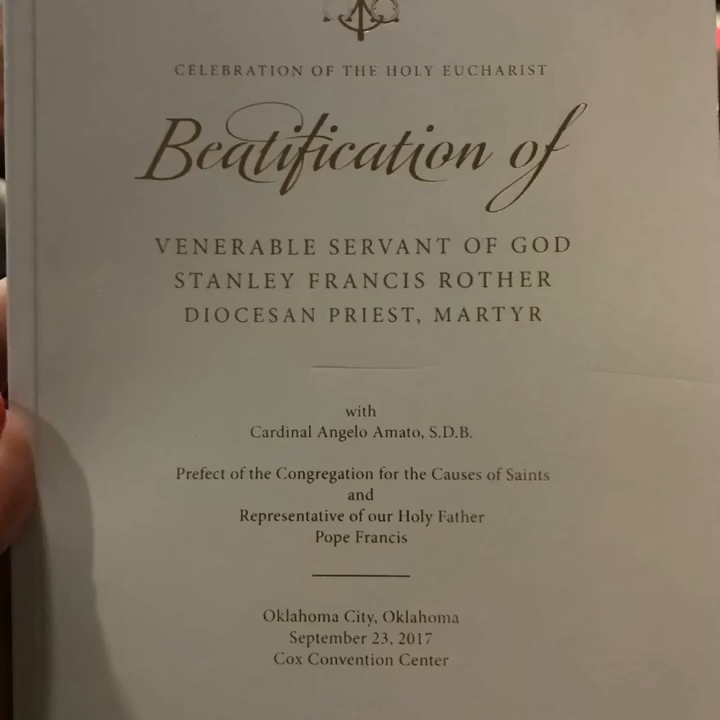 CELEBRATION OF THE HOLY EUCHARIST
Beatification of
VENERABLE SERVANT OF GOD
STANLEY FRANCIS ROTHER
DIOCESAN PRIEST, MARTYR
with
Cardinal Angelo Amato, S.D.B.
Prefect of the Congregation for the Causes of Saints
and
Representative of our Holy Father
Pope Francis
Oklahoma City, Oklahoma
September 23, 2017
Cox Convention Center